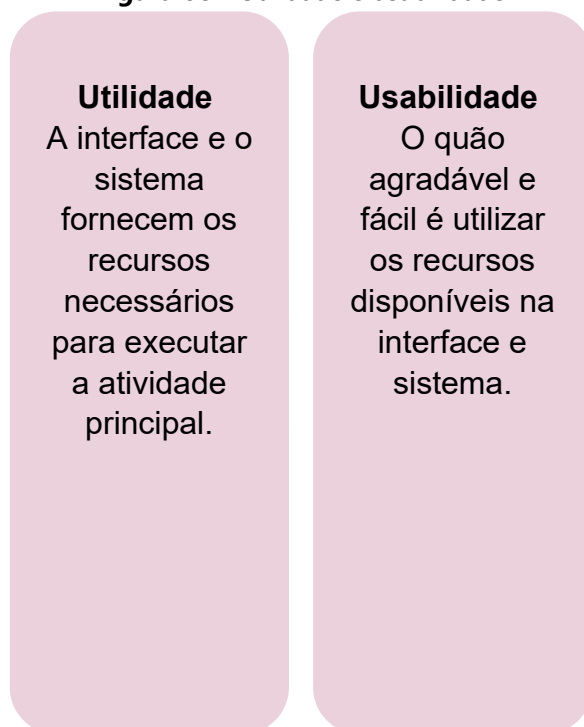 Utilidade
A interface e o
sistema
fornecem os
recursos
necessários
para executar
a atividade
principal.
Usabilidade
O quão
agradável e
fácil é utilizar
os recursos
disponíveis na
interface e
sistema.